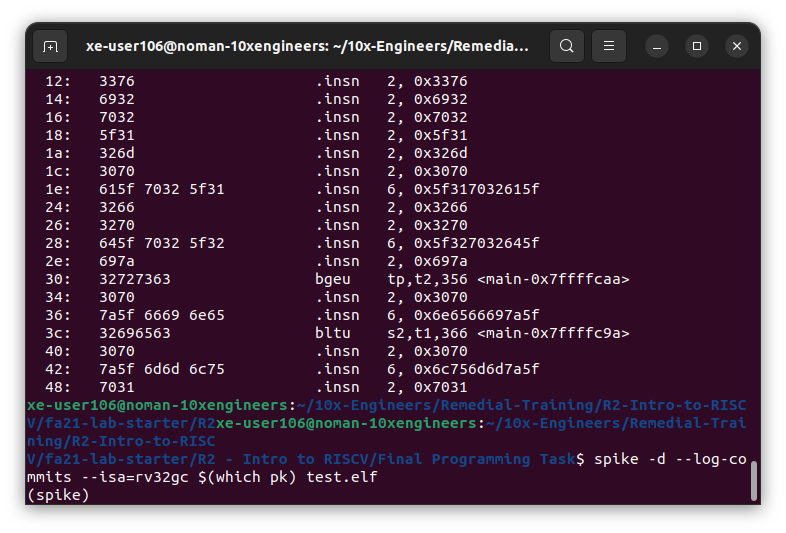 xe-user106@noman-10xengineers: ~/10x-Engineers/Remedia...
12: 3376 .insn 2, 0x3376
14: 6932 .insn 2, 0x6932
16: 7032 .insn 2, 0x7032
18: 5f31 .insn 2, 0x5f31
1a: 326d .insn 2, 0x326d
1c: 3070 .insn 2, 0x3070
1e: 615f 7032 5f31 .insn 6, 0x5f317032615f
24: 3266 .insn 2, 0x3266
26: 3270 .insn 2, 0x3270
28: 645f 7032 5f32 .insn 6, 0x5f327032645f
2e: 697a .insn 2, 0x697a
30: 32727363 bgeu tp,t2,356 <main-0x7ffffcaa>
34: 3070 .insn 2, 0x3070
36: 7a5f 6669 6e65 .insn 6, 0x6e6566697a5f
3c: 32696563 bltu s2,t1,366 <main-0x7ffffc9a>
40: 3070 .insn 2, 0x3070
42: 7a5f 6d6d 6c75 .insn 6, 0x6c756d6d7a5f
48: 7031 .insn 2, 0x7031
xe-user106@noman-10xengineers:~/10x-Engineers/Remedial-Training/R2-Intro-to-RISC
V/fa21-lab-starter/R2xe-user106@noman-10xengineers:~/10x-Engineers/Remedial-Trai
ning/R2-Intro-to-RISC
V/fa21-lab-starter/R2 - Intro to RISCV/Final Programming Task$ spike -d --log-co
mmits --isa=rv32gc $(which pk) test.elf
(spike)